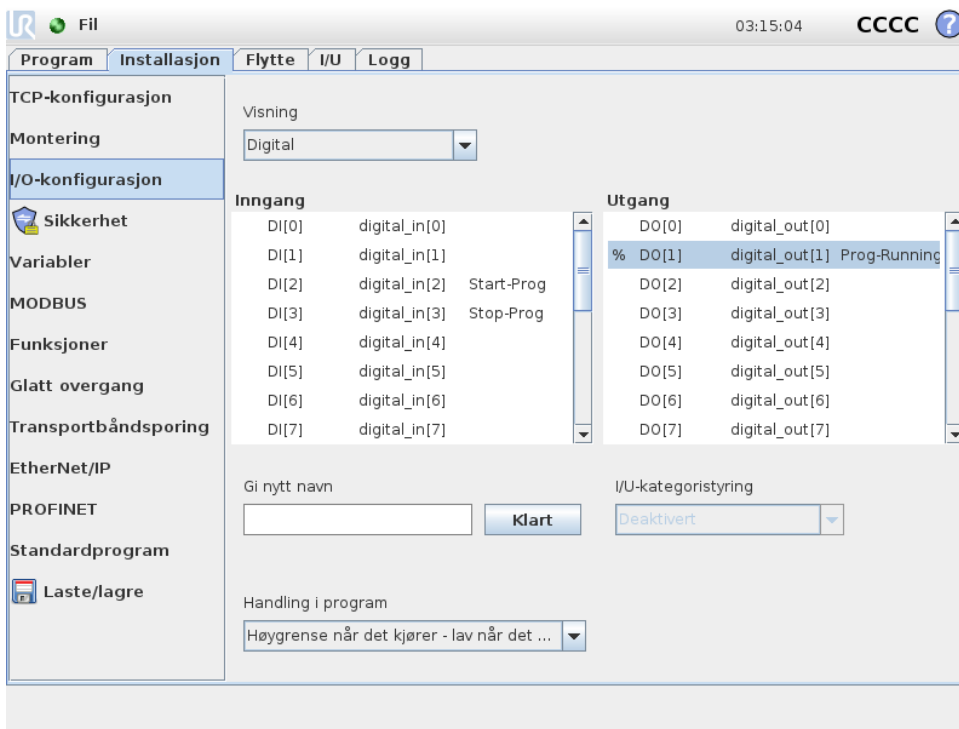 UR Fil 03:15:04 CCCC ?
Program Installasjon Flytte I/U Logg
TCP-konfigurasjon
Montering
I/O-konfigurasjon
Sikkerhet
Variabler
MODBUS
Funksjoner
Glatt overgang
Transportbåndsporing
EtherNet/IP
PROFINET
Standardprogram
Laste/lagre
Visning
Digital
Inngang
DI[0] digital_in[0]
DI[1] digital_in[1]
DI[2] digital_in[2] Start-Prog
DI[3] digital_in[3] Stop-Prog
DI[4] digital_in[4]
DI[5] digital_in[5]
DI[6] digital_in[6]
DI[7] digital_in[7]
Utgang
DO[0] digital_out[0]
% DO[1] digital_out[1] Prog-Running
DO[2] digital_out[2]
DO[3] digital_out[3]
DO[4] digital_out[4]
DO[5] digital_out[5]
DO[6] digital_out[6]
DO[7] digital_out[7]
Gi nytt navn
Klart
I/U-kategoristyring
Deaktivert
Handling i program
Høygrense når det kjører - lav når det ...